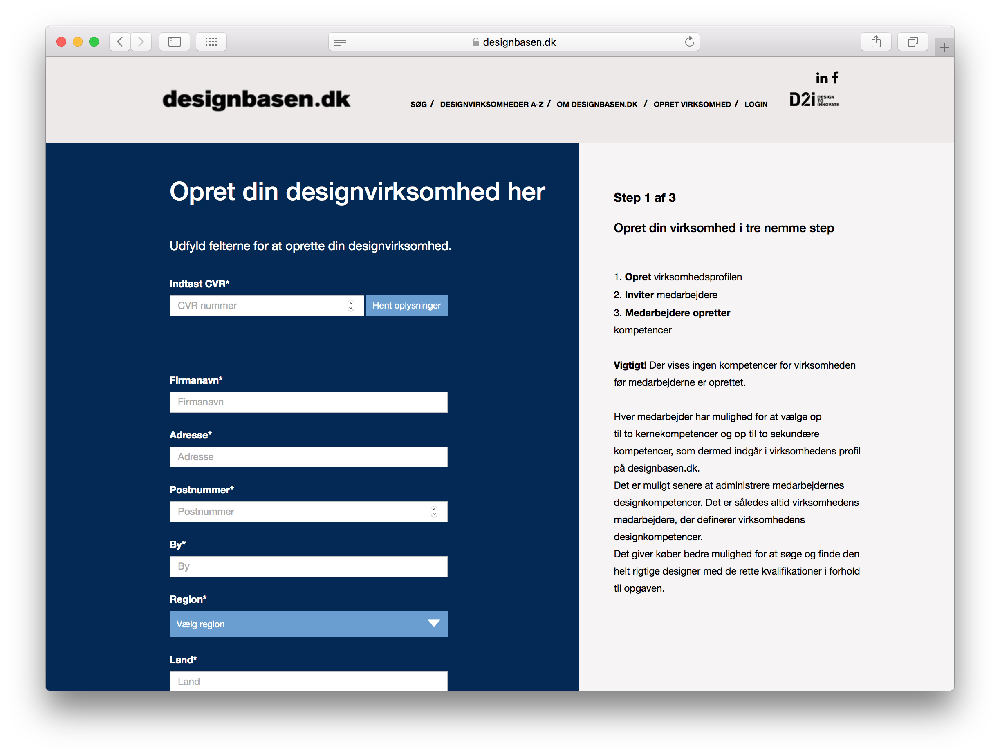 designbasen.dk
in f
designbasen.dk
SØG / DESIGNVIRKSOMHEDER A-Z / OM DESIGNBASEN.DK / OPRET VIRKSOMHED / LOGIN
D2i DESIGN TO INNOVATE
Opret din designvirksomhed her
Udfyld felterne for at oprette din designvirksomhed.
Indtast CVR*
CVR nummer
Hent oplysninger
Firmanavn*
Firmanavn
Adresse*
Adresse
Postnummer*
Postnummer
By*
By
Region*
Vælg region
Land*
Land
Step 1 af 3
Opret din virksomhed i tre nemme step
1. Opret virksomhedsprofilen
2. Inviter medarbejdere
3. Medarbejdere opretter
kompetencer
Vigtigt! Der vises ingen kompetencer for virksomheden
før medarbejderne er oprettet.
Hver medarbejder har mulighed for at vælge op
til to kernekompetencer og op til to sekundære
kompetencer, som dermed indgår i virksomhedens profil
på designbasen.dk.
Det er muligt senere at administrere medarbejdernes
designkompetencer. Det er således altid virksomhedens
medarbejdere, der definerer virksomhedens
designkompetencer.
Det giver køber bedre mulighed for at søge og finde den
helt rigtige designer med de rette kvalifikationer i forhold
til opgaven.